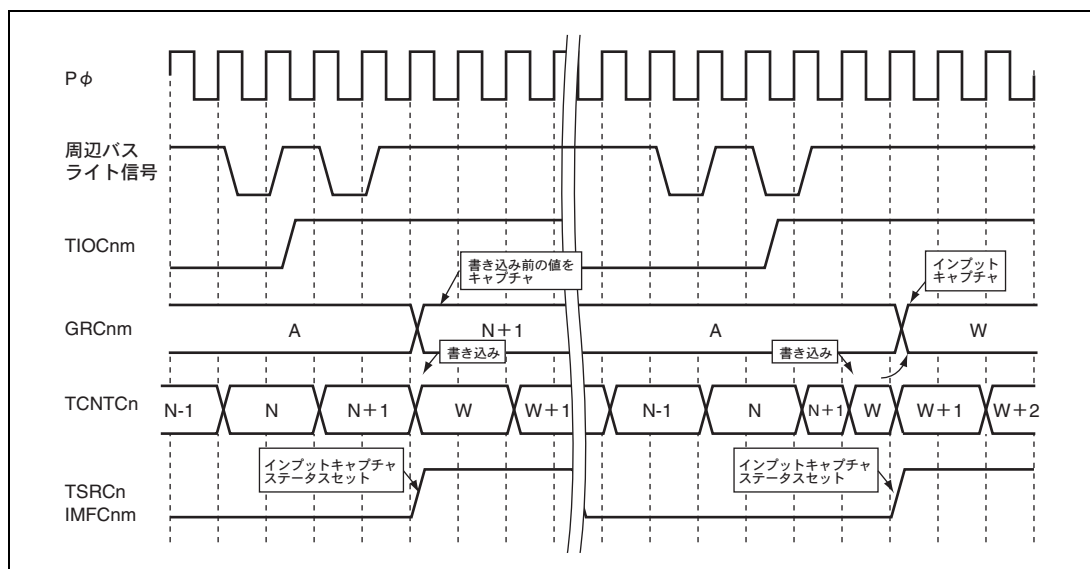 Pφ
周辺バス
ライト信号
TIOCnm
書き込み前の値を
キャプチャ
インプット
キャプチャ
GRCnm
A
N+1
A
W
書き込み
書き込み
TCNTCn
N-1
N
N+1
W
W+1
N-1
N
N+1
W
W+1
W+2
インプットキャプチャ
ステータスセット
インプットキャプチャ
ステータスセット
TSRCn
IMFCnm